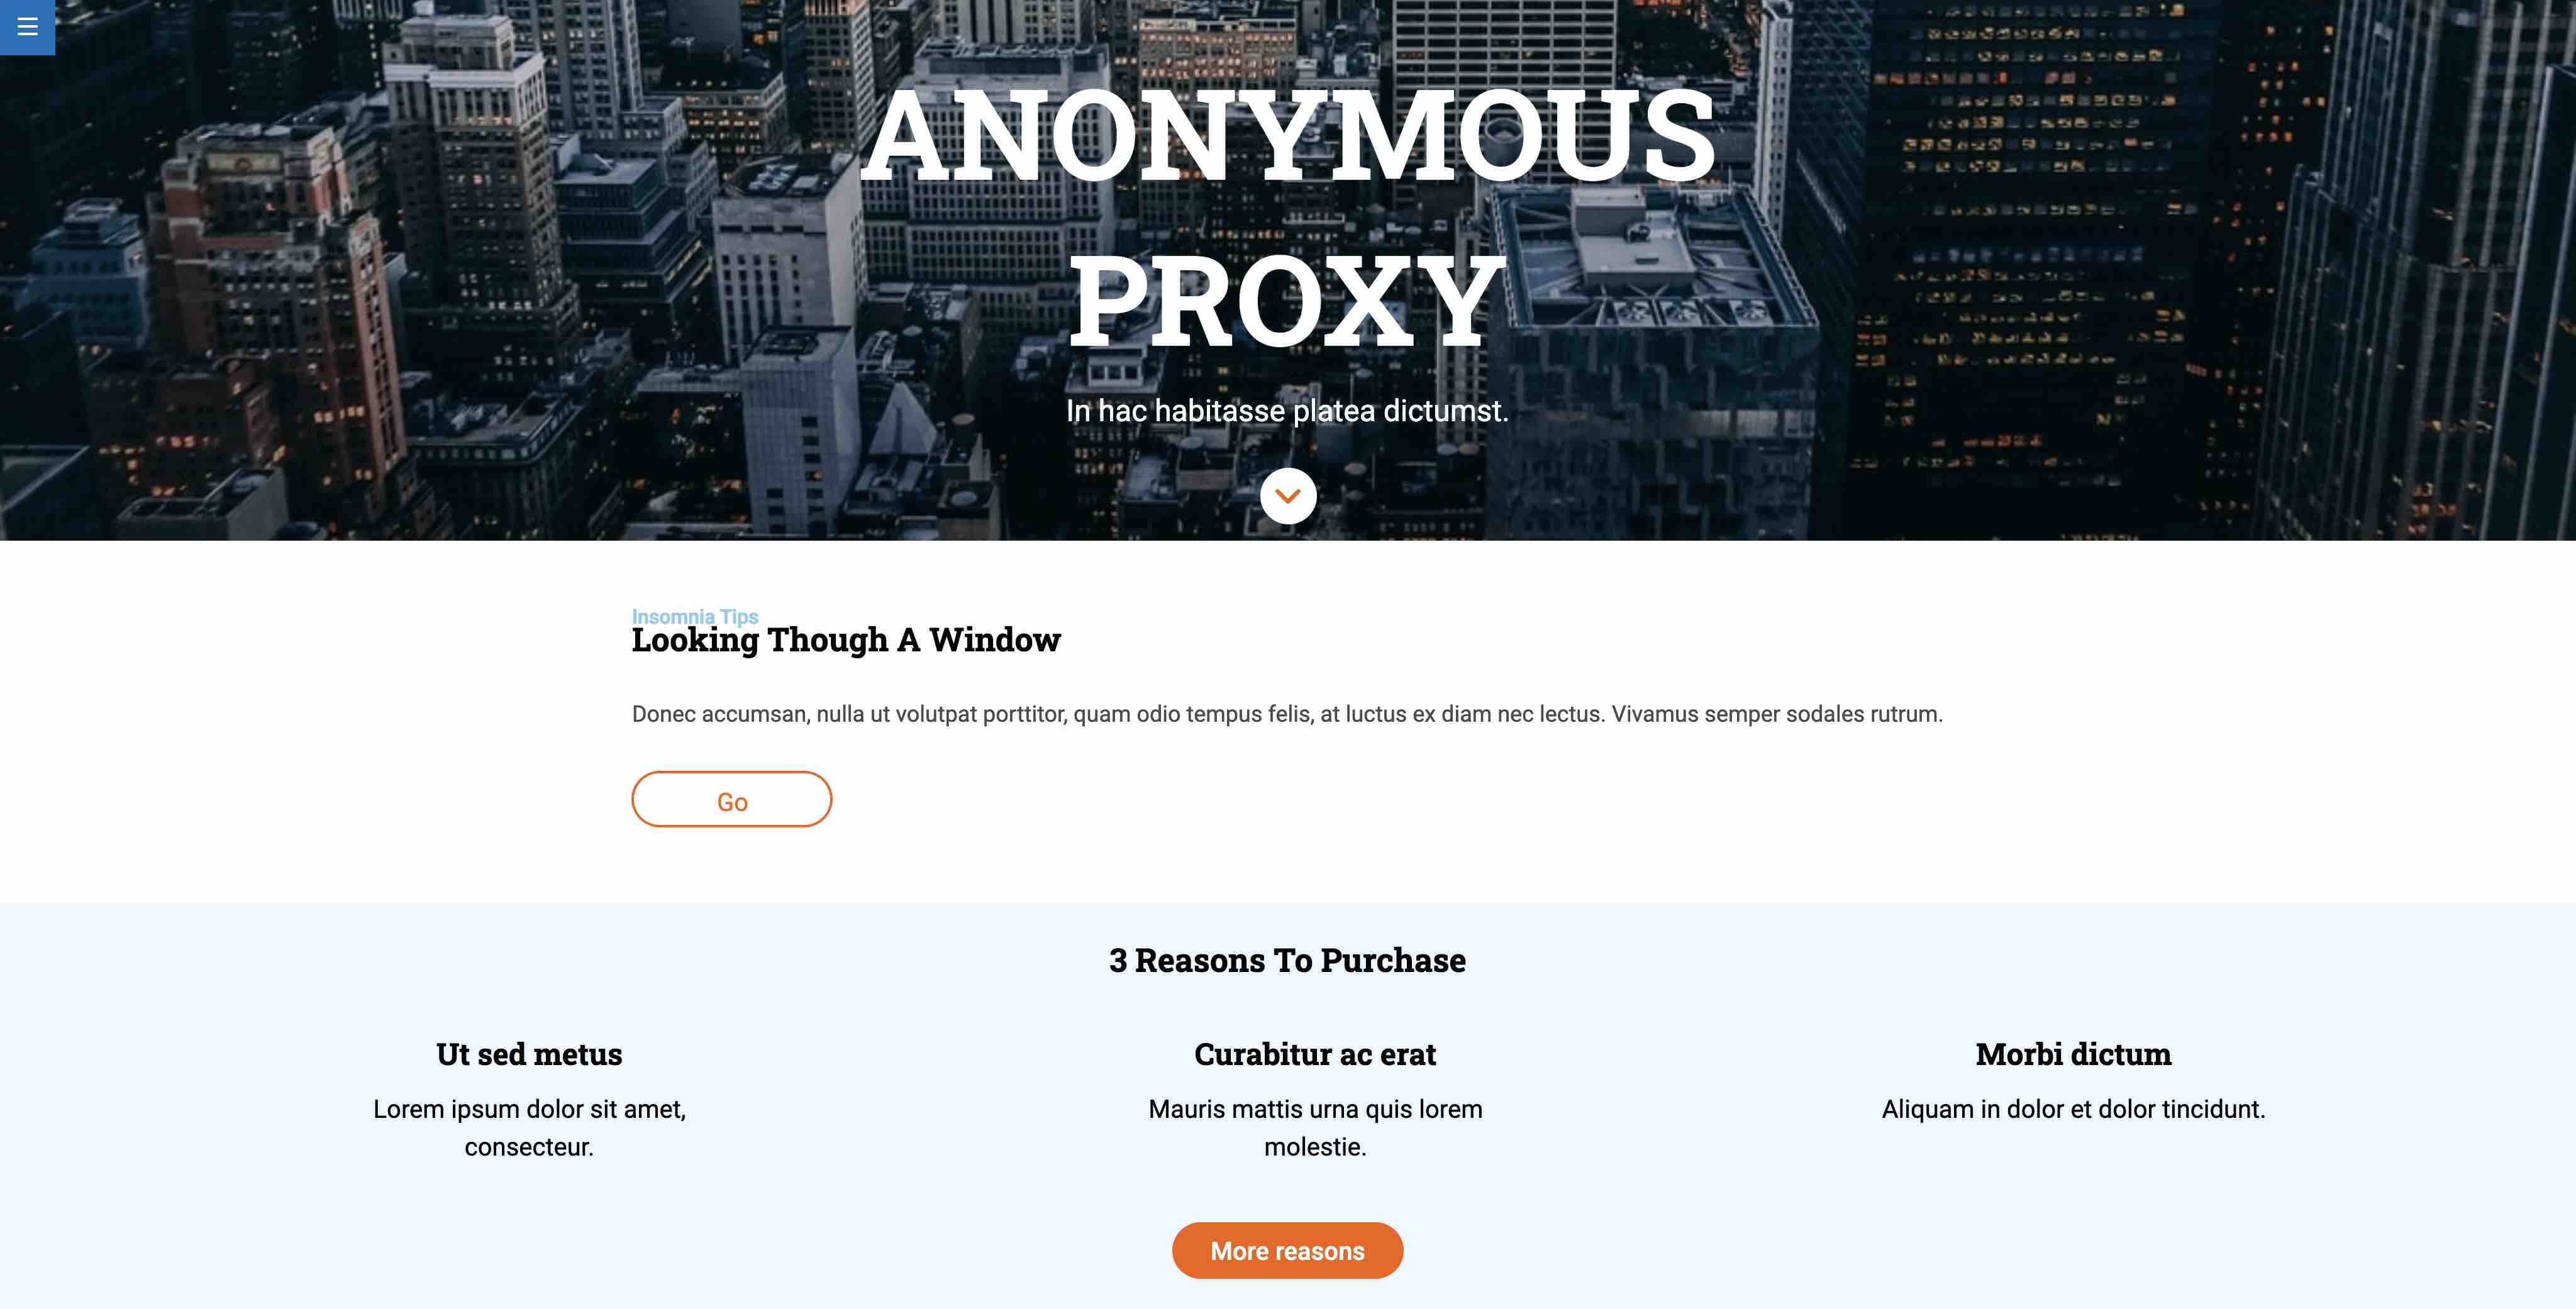 ANONYMOUS
PROXY
In hac habitasse platea dictumst.
Insomnia Tips
Looking Though A Window
Donec accumsan, nulla ut volutpat porttitor, quam odio tempus felis, at luctus ex diam nec lectus. Vivamus semper sodales rutrum.
Go
3 Reasons To Purchase
Ut sed metus
Lorem ipsum dolor sit amet,
consecteur.
Curabitur ac erat
Mauris mattis urna quis lorem
molestie.
Morbi dictum
Aliquam in dolor et dolor tincidunt.
More reasons